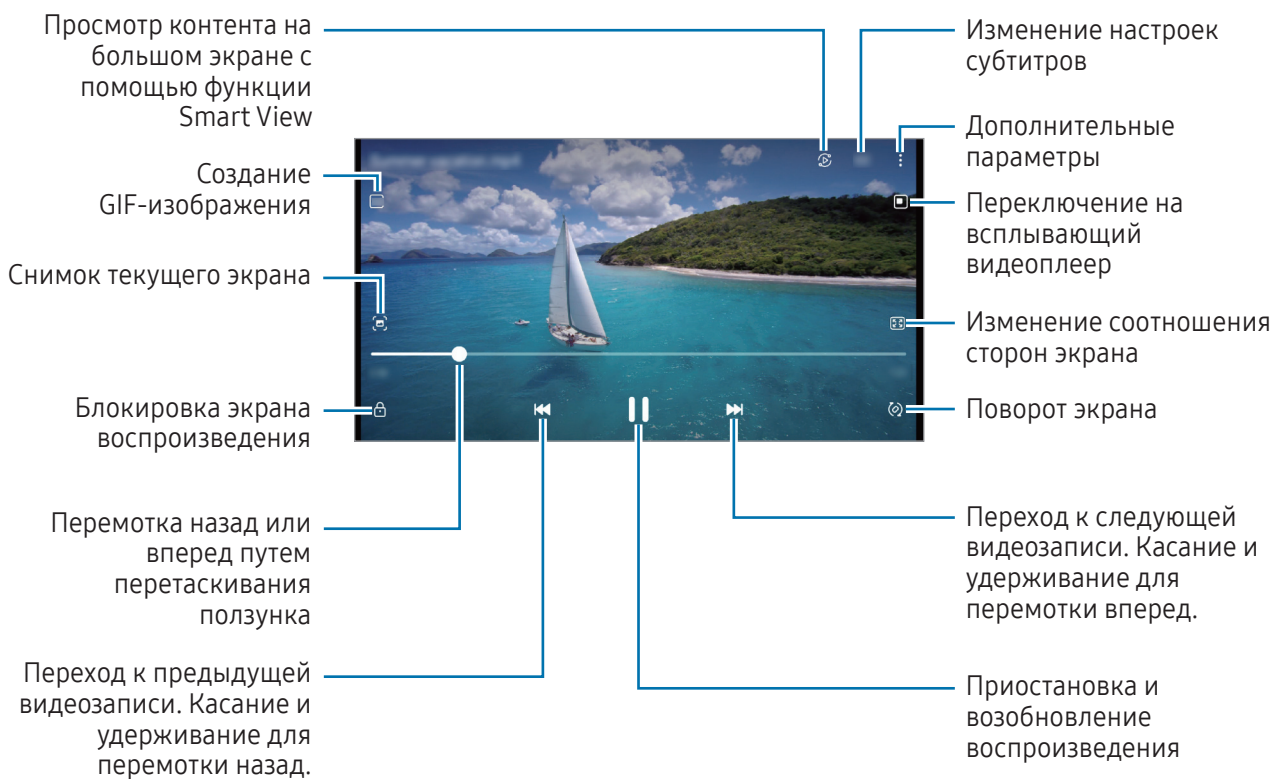 Просмотр контента на
большом экране с
помощью функции
Smart View
Создание
GIF-изображения
Снимок текущего экрана
Блокировка экрана
воспроизведения
Перемотка назад или
вперед путем
перетаскивания
ползунка
Переход к предыдущей
видеозаписи. Касание и
удерживание для
перемотки назад.
Изменение настроек
субтитров
Дополнительные
параметры
Переключение на
всплывающий
видеоплеер
Изменение соотношения
сторон экрана
Поворот экрана
Переход к следующей
видеозаписи. Касание и
удерживание для
перемотки вперед.
Приостановка и
возобновление
воспроизведения